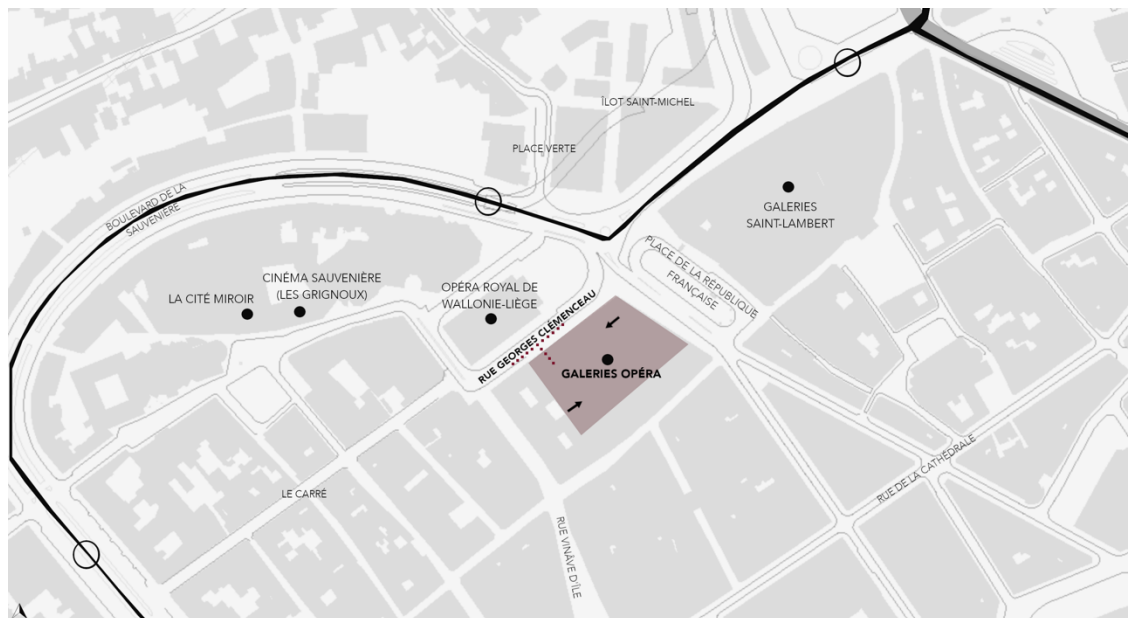 ÎLOT SAINT-MICHEL
PLACE VERTE
BOULEVARD DE LA
SAUVENIÈRE
GALERIES
SAINT-LAMBERT
PLACE DE LA RÉPUBLIQUE
FRANÇAISE
CINÉMA SAUVENIÈRE
(LES GRIGNOUX)
LA CITÉ MIROIR
OPÉRA ROYAL DE
WALLONIE-LIÈGE
RUE GEORGES CLÉMENCEAU
GALERIES OPÉRA
RUE DE LA CATHÉDRALE
LE CARRÉ
RUE VINÂVE D'ÎLE